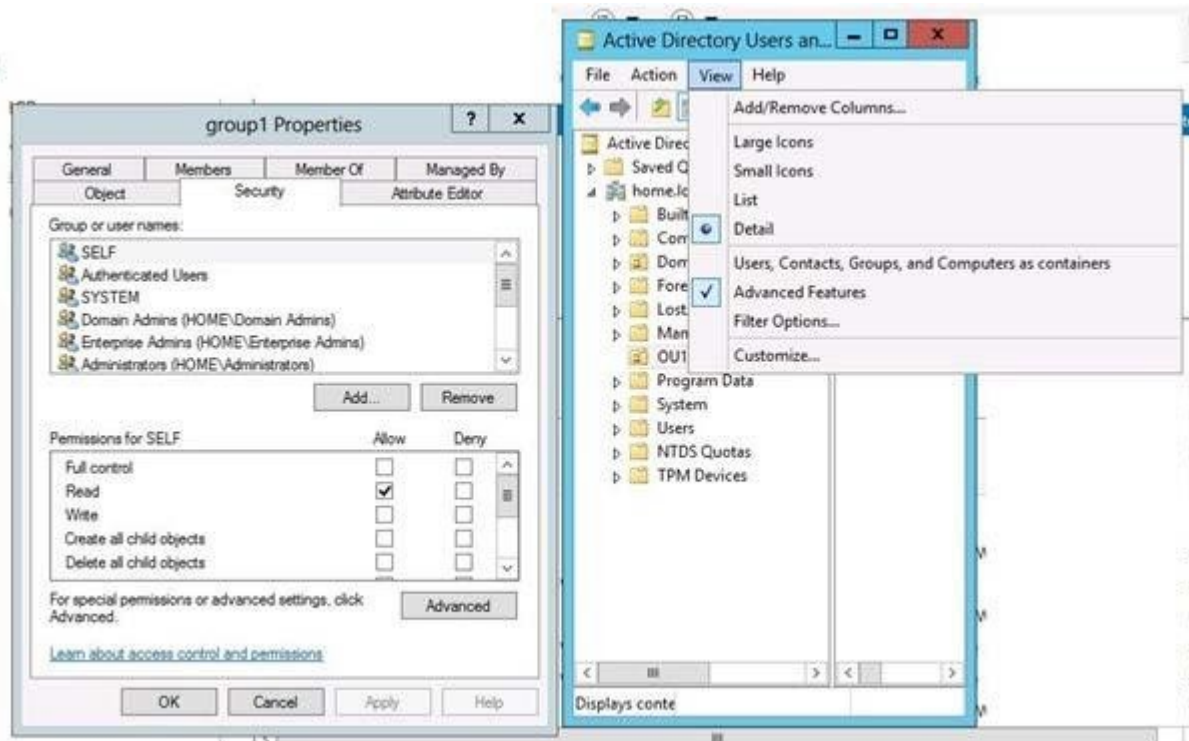 group1 Properties
? x
General Members Member Of Managed By
Object Security Attribute Editor
Group or user names:
SELF
Authenticated Users
SYSTEM
Domain Admins (HOME\Domain Admins)
Enterprise Admins (HOME\Enterprise Admins)
Administrators (HOME\Administrators)
Add... Remove
Permissions for SELF Allow Deny
Full control
Read
Write
Create all child objects
Delete all child objects
For special permissions or advanced settings, click
Advanced.
Advanced
Learn about access control and permissions
OK Cancel Apply Help
Active Directory Users an...
File Action View Help
Active Direc
Saved Q
home.lo
Built
Com
Dom
Fore
Lost.
Man
OU1
Program Data
System
Users
NTDS Quotas
TPM Devices
Add/Remove Columns...
Large Icons
Small Icons
List
Detail
Users, Contacts, Groups, and Computers as containers
Advanced Features
Filter Options...
Customize...
Displays conte